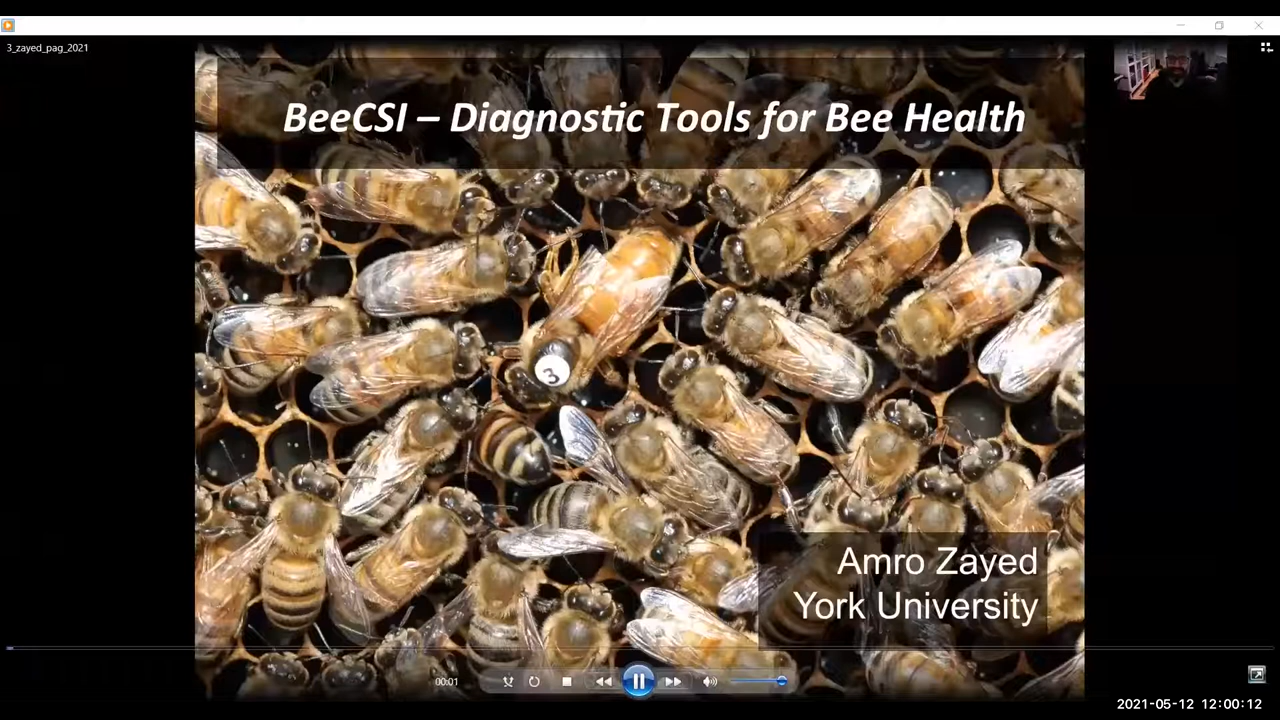 3_zayed_pag_2021
BeeCSI – Diagnostic Tools for Bee Health
3
Amro Zayed
York University
00:01
2021-05-12 12:00:12